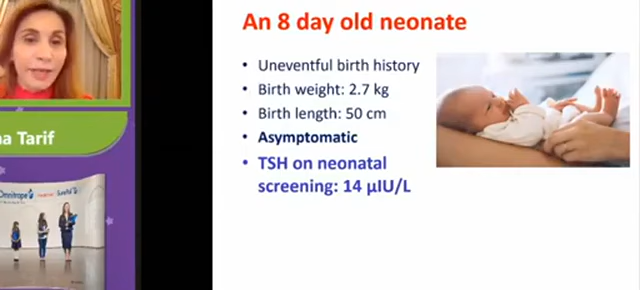 An 8 day old neonate
• Uneventful birth history
• Birth weight: 2.7 kg
• Birth length: 50 cm
• Asymptomatic
• TSH on neonatal
screening: 14 µIU/L
a Tarif
Omnitrope